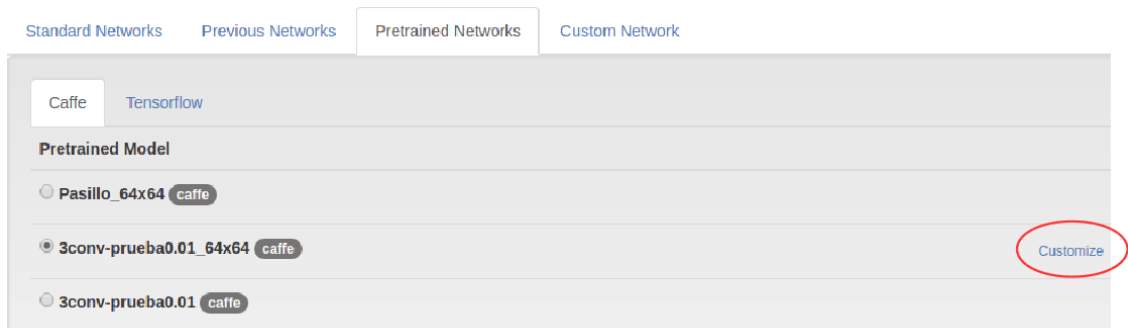 Standard Networks Previous Networks Pretrained Networks Custom Network
Caffe Tensorflow
Pretrained Model
Pasillo_64x64 caffe
3conv-prueba0.01_64x64 caffe Customize
3conv-prueba0.01 caffe